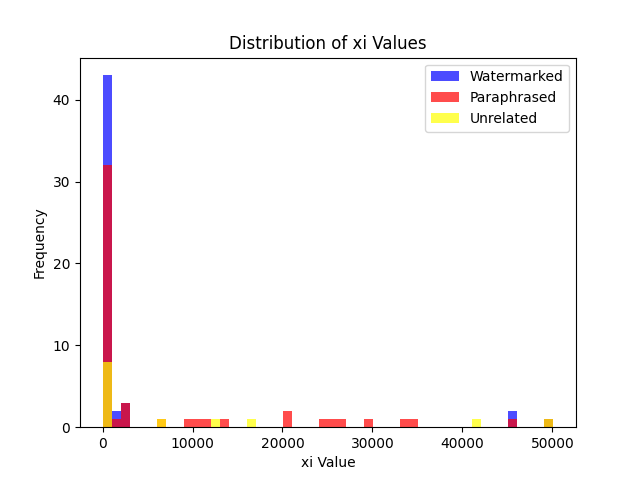 Distribution of xi Values
Watermarked
Paraphrased
Unrelated
Frequency
40
30
20
10
0
0 10000 20000 30000 40000 50000
xi Value